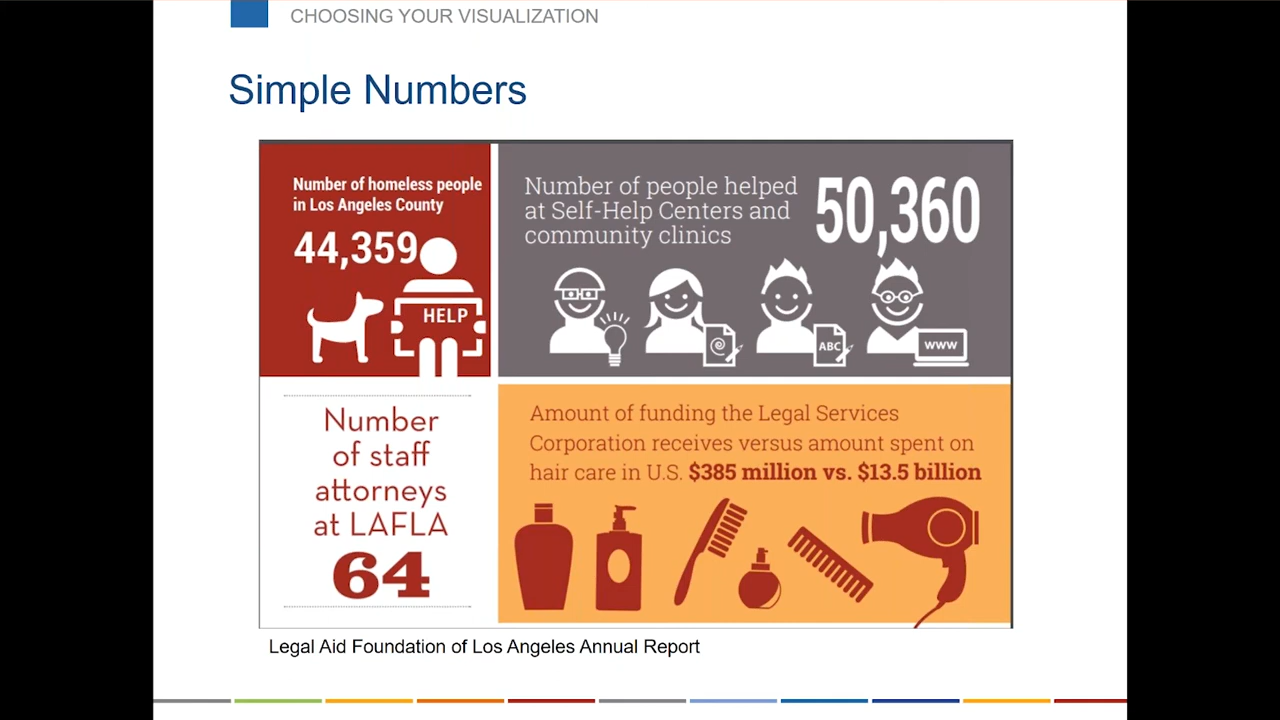 CHOOSING YOUR VISUALIZATION
Simple Numbers
Number of homeless people
in Los Angeles County
44,359
HELP
Number of people helped
at Self-Help Centers and
community clinics
50,360
ABC
www
Number
of staff
attorneys
at LAFLA
64
Amount of funding the Legal Services
Corporation receives versus amount spent on
hair care in U.S. $385 million vs. $13.5 billion
Legal Aid Foundation of Los Angeles Annual Report